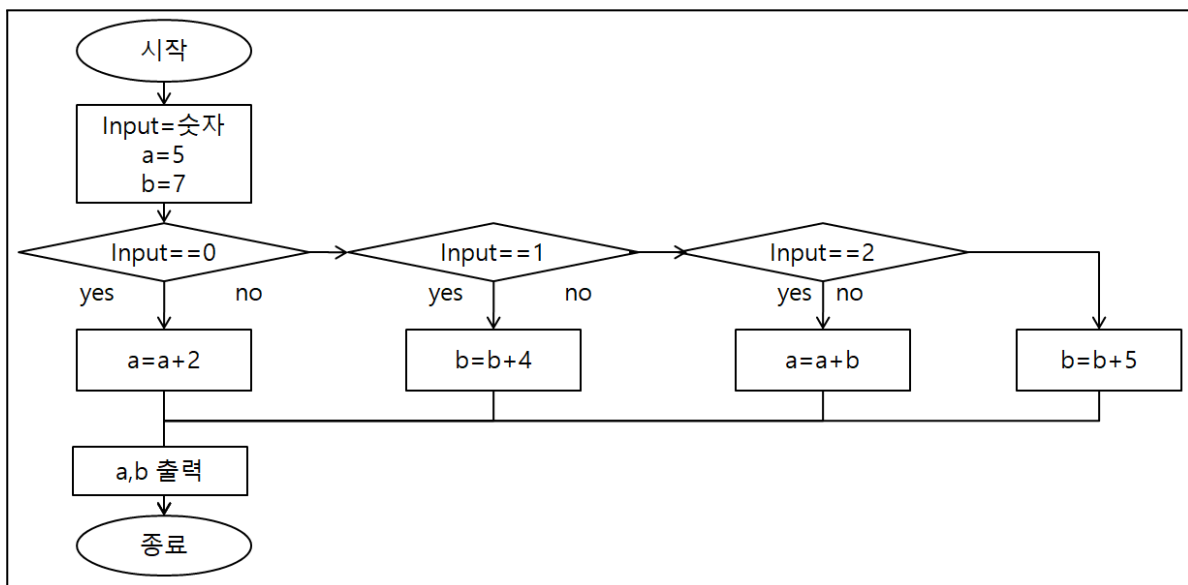 시작
Input=숫자
a=5
b=7
Input==0
Input==1
Input==2
yes no
yes no
yes no
a=a+2
b=b+4
a=a+b
b=b+5
a,b 출력
종료